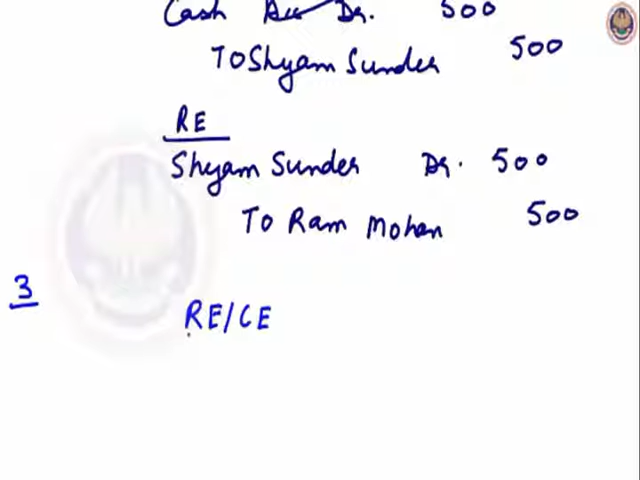 Cash A/c Dr. 500
To Shyam Sunder 500
RE
Shyam Sunder Dr. 500
To Ram Mohan 500
3
RE/CE